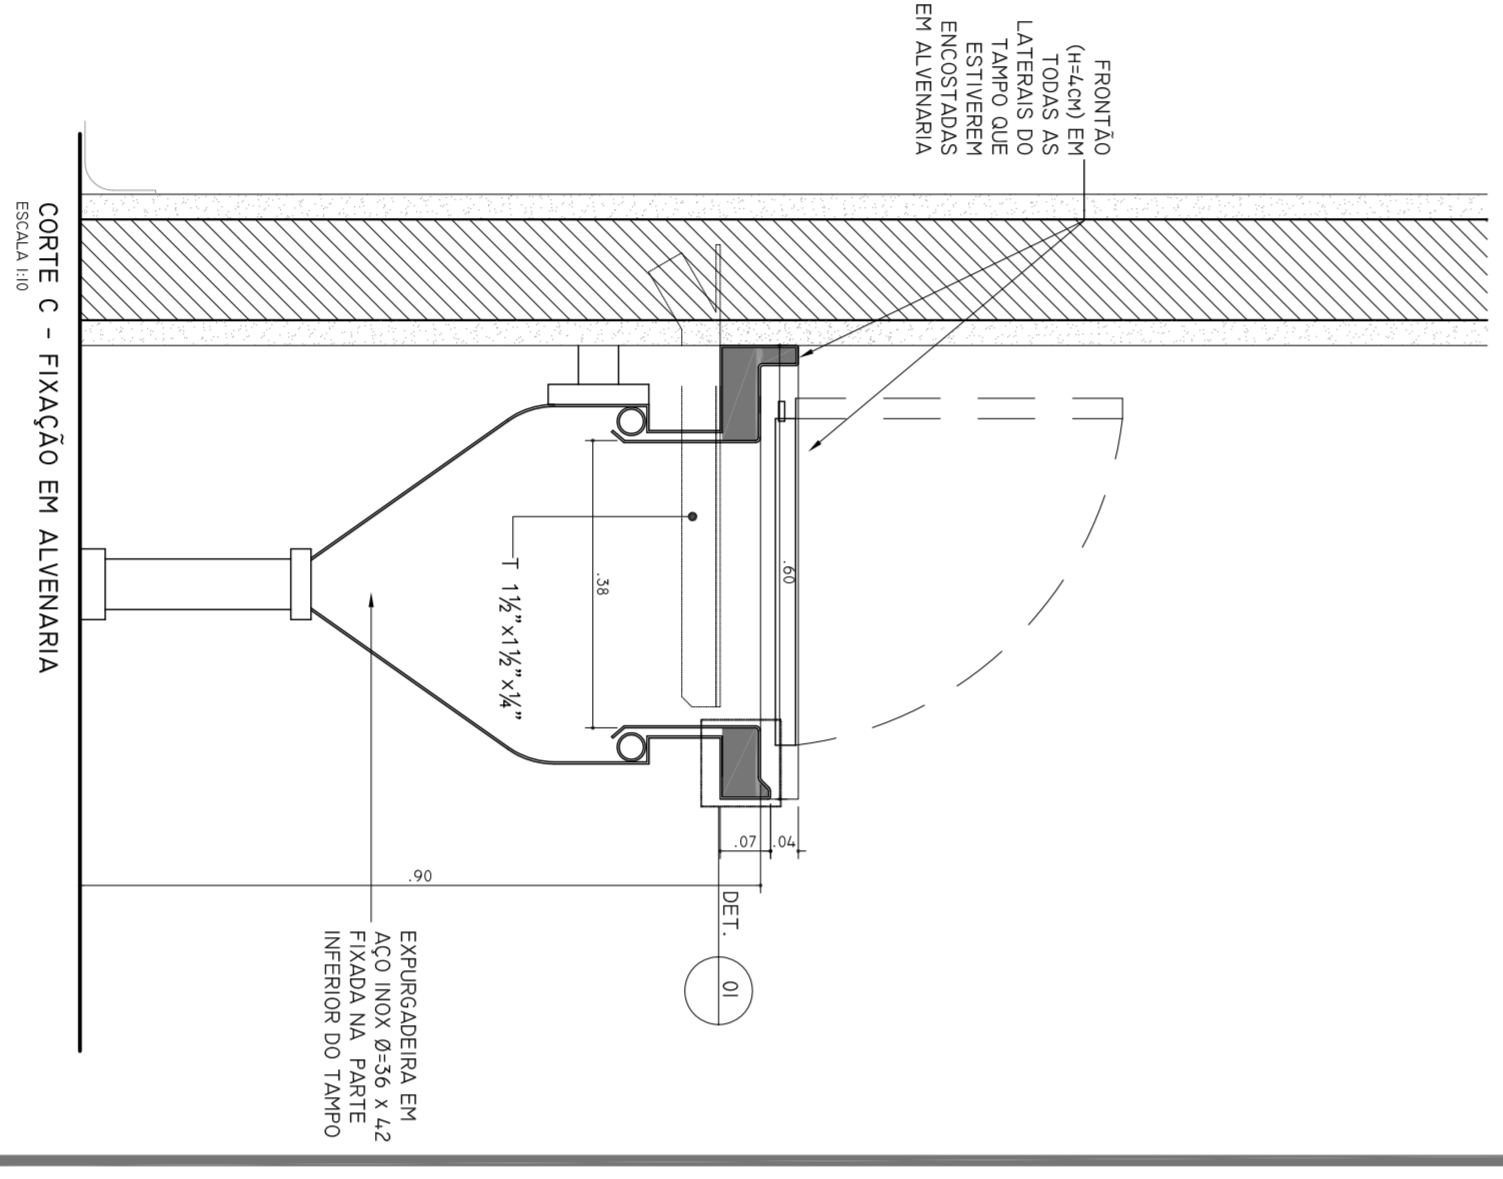 FRONTÃO
(H=4CM) EM
TODAS AS
LATERAIS DO
TAMPO QUE
ESTIVEREM
ENCOSTADAS
EM ALVENARIA
.60
.38
T 1½"x1½"x¼"
.07
.04
.90
DET.
01
EXPURGADEIRA EM
AÇO INOX Ø=36 X 42
FIXADA NA PARTE
INFERIOR DO TAMPO
CORTE C - FIXAÇÃO EM ALVENARIA
ESCALA 1:10